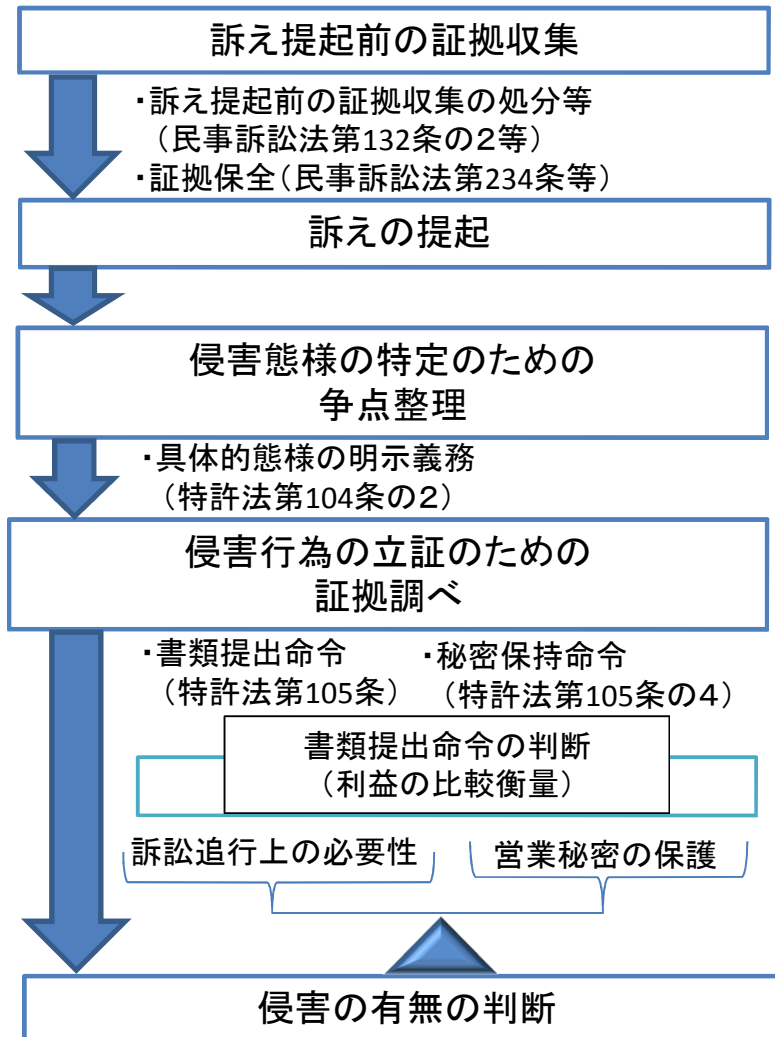 訴え提起前の証拠収集
・訴え提起前の証拠収集の処分等
（民事訴訟法第132条の2等）
・証拠保全（民事訴訟法第234条等）
訴えの提起
侵害態様の特定のための
争点整理
・具体的態様の明示義務
（特許法第104条の2）
侵害行為の立証のための
証拠調べ
・書類提出命令
（特許法第105条）
・秘密保持命令
（特許法第105条の4）
書類提出命令の判断
（利益の比較衡量）
訴訟追行上の必要性
営業秘密の保護
侵害の有無の判断